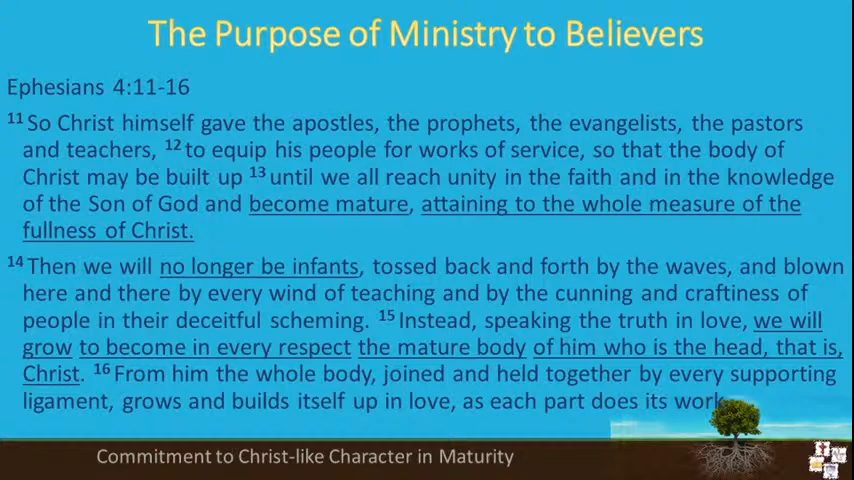 The Purpose of Ministry to Believers
Ephesians 4:11-16
11 So Christ himself gave the apostles, the prophets, the evangelists, the pastors
and teachers, 12 to equip his people for works of service, so that the body of
Christ may be built up 13 until we all reach unity in the faith and in the knowledge
of the Son of God and become mature, attaining to the whole measure of the
fullness of Christ.
14 Then we will no longer be infants, tossed back and forth by the waves, and blown
here and there by every wind of teaching and by the cunning and craftiness of
people in their deceitful scheming. 15 Instead, speaking the truth in love, we will
grow to become in every respect the mature body of him who is the head, that is,
Christ. 16 From him the whole body, joined and held together by every supporting
ligament, grows and builds itself up in love, as each part does its work
Commitment to Christ-like Character in Maturity